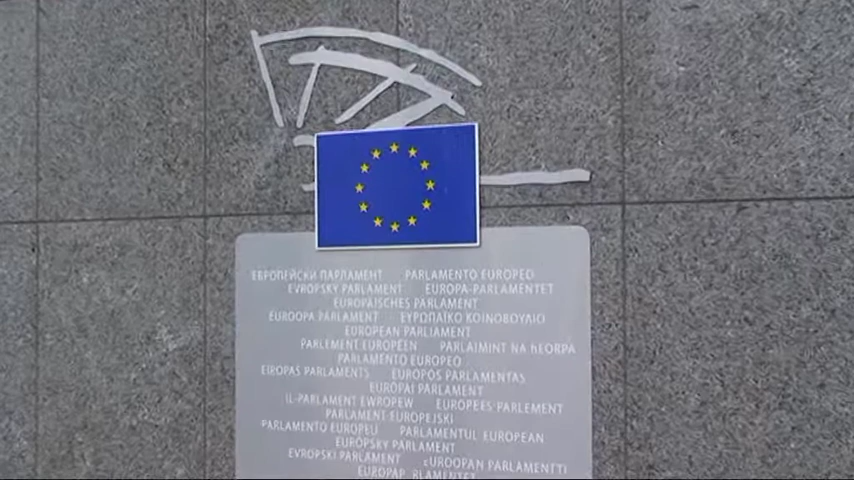 ЕВРОПЕЙСКИ ПАРЛАМЕНТ PARLAMENTO EUROPEO
EVROPSKÝ PARLAMENT EUROPA-PARLAMENTET
EUROPÄISCHES PARLAMENT
EUROOPA PARLAMENT ΕΥΡΩΠΑΪΚΟ ΚΟΙΝΟΒΟΥΛΙΟ
EUROPEAN PARLIAMENT
PARLEMENT EUROPÉEN PARLAIMINT NA hEORPA
PARLAMENTO EUROPEO
EIROPAS PARLAMENTS EUROPOS PARLAMENTAS
EURÓPAI PARLAMENT
IL-PARLAMENT EWROPEW EUROPEES PARLEMENT
PARLAMENT EUROPEJSKI
PARLAMENTO EUROPEU PARLAMENTUL EUROPEAN
EURÓPSKY PARLAMENT
EVROPSKI PARLAMENT EUROOPAN PARLAMENTTI